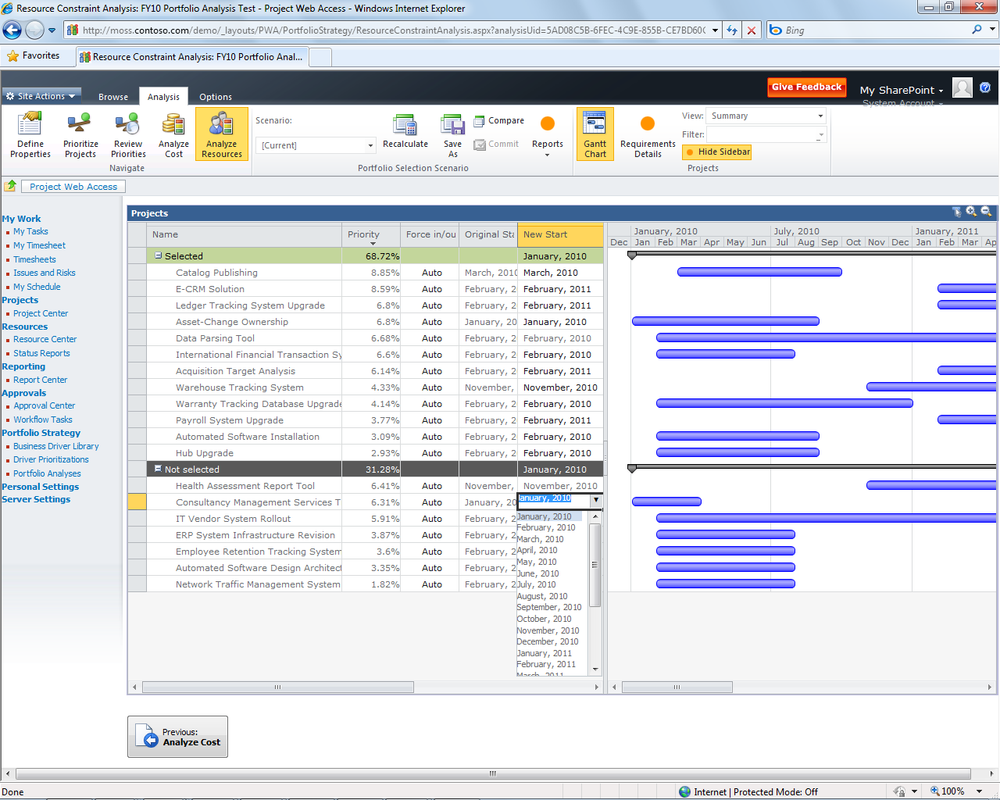 Resource Constraint Analysis: FY10 Portfolio Analysis Test - Project Web Access - Windows Internet Explorer
http://moss.contoso.com/demo/_layouts/PWA/PortfolioStrategy/ResourceConstraintAnalysis.aspx?analysisUid=5AD08C5B-6FEC-4C9E-855B-CE7BD60C
Bing
Favorites
Resource Constraint Analysis: FY10 Portfolio Anal...
Site Actions
Browse
Analysis
Options
Give Feedback
My SharePoint
System Account
Define Properties
Prioritize Projects
Review Priorities
Analyze Cost
Analyze Resources
Navigate
Scenario:
[Current]
Recalculate
Save As
Compare
Commit
Reports
Portfolio Selection Scenario
Gantt Chart
Requirements Details
View:
Summary
Filter:
Hide Sidebar
Projects
Project Web Access
My Work
My Tasks
My Timesheet
Timesheets
Issues and Risks
My Schedule
Projects
Project Center
Resources
Resource Center
Status Reports
Reporting
Report Center
Approvals
Approval Center
Workflow Tasks
Portfolio Strategy
Business Driver Library
Driver Prioritizations
Portfolio Analyses
Personal Settings
Server Settings
Projects
Name Priority Force in/ou Original Sta New Start
January, 2010 July, 2010 January, 2011
Dec Jan Feb Mar Apr May Jun Jul Aug Sep Oct Nov Dec Jan Feb Mar Ap
Selected 68.72% January, 2010
Catalog Publishing 8.85% Auto March, 2010 March, 2010
E-CRM Solution 8.59% Auto February, 2 February, 2011
Ledger Tracking System Upgrade 6.8% Auto February, 2 February, 2011
Asset-Change Ownership 6.8% Auto January, 20 January, 2010
Data Parsing Tool 6.68% Auto February, 2 February, 2010
International Financial Transaction Sy 6.6% Auto February, 2 February, 2010
Acquisition Target Analysis 6.14% Auto February, 2 February, 2011
Warehouse Tracking System 4.33% Auto November, November, 2010
Warranty Tracking Database Upgrade 4.14% Auto February, 2 February, 2010
Payroll System Upgrade 3.77% Auto February, 2 February, 2011
Automated Software Installation 3.09% Auto February, 2 February, 2010
Hub Upgrade 2.93% Auto February, 2 February, 2010
Not selected 31.28% January, 2010
Health Assessment Report Tool 6.41% Auto November, November, 2010
Consultancy Management Services T 6.31% Auto January, 20 January, 2010
IT Vendor System Rollout 5.91% Auto February, 2
ERP System Infrastructure Revision 3.87% Auto February, 2
Employee Retention Tracking System 3.6% Auto February, 2
Automated Software Design Architect 3.35% Auto February, 2
Network Traffic Management System 1.82% Auto February, 2
January, 2010
February, 2010
March, 2010
April, 2010
May, 2010
June, 2010
July, 2010
August, 2010
September, 2010
October, 2010
November, 2010
December, 2010
January, 2011
February, 2011
March, 2011
Previous:
Analyze Cost
Done
Internet | Protected Mode: Off
100%